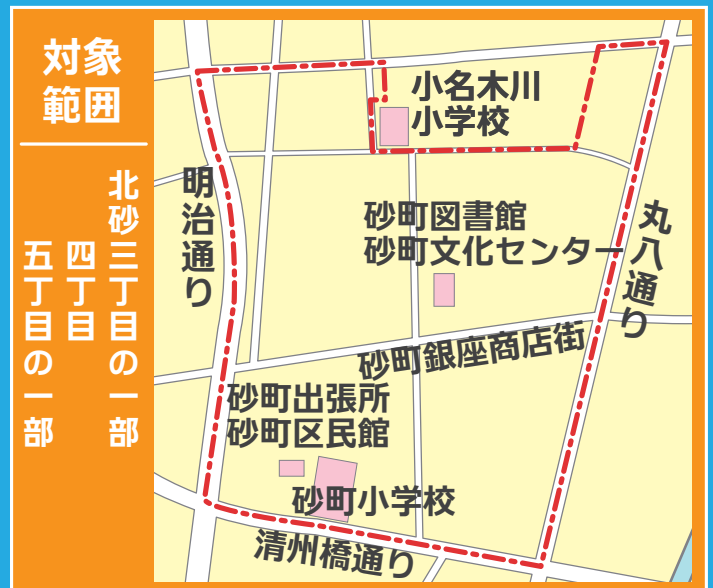 対象
範囲
北砂三丁目の一部
四丁目
五丁目の一部
小名木川
小学校
明治通り
砂町図書館
砂町文化センター
丸八通り
砂町銀座商店街
砂町出張所
砂町区民館
砂町小学校
清州橋通り